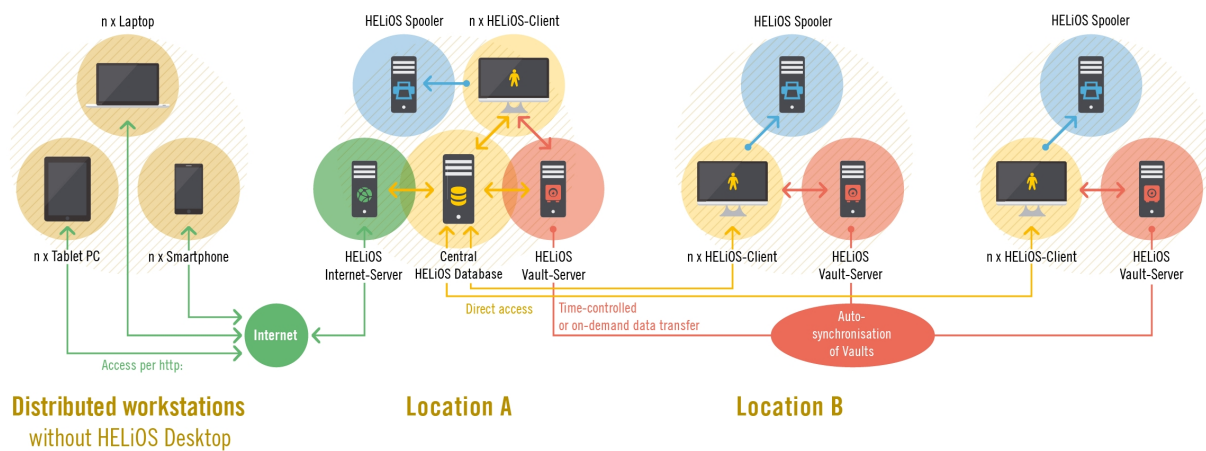 n x Laptop
n x Tablet PC
n x Smartphone
Internet
Access per http:
Distributed workstations
without HELiOS Desktop
HELiOS Spooler
n x HELiOS-Client
HELiOS
Internet-Server
Central
HELiOS Database
HELiOS
Vault-Server
Direct access
Time-controlled
or on-demand data transfer
Location A
HELiOS Spooler
n x HELiOS-Client
HELiOS
Vault-Server
Auto-
synchronisation
of Vaults
Location B
HELiOS Spooler
n x HELiOS-Client
HELiOS
Vault-Server